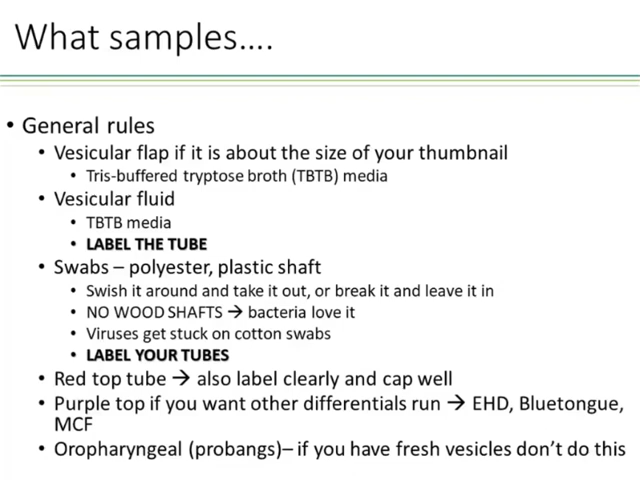 What samples....
• General rules
• Vesicular flap if it is about the size of your thumbnail
• Tris-buffered tryptose broth (TBTB) media
• Vesicular fluid
• TBTB media
• LABEL THE TUBE
• Swabs – polyester, plastic shaft
• Swish it around and take it out, or break it and leave it in
• NO WOOD SHAFTS → bacteria love it
• Viruses get stuck on cotton swabs
• LABEL YOUR TUBES
• Red top tube → also label clearly and cap well
• Purple top if you want other differentials run → EHD, Bluetongue,
MCF
• Oropharyngeal (probangs)– if you have fresh vesicles don't do this